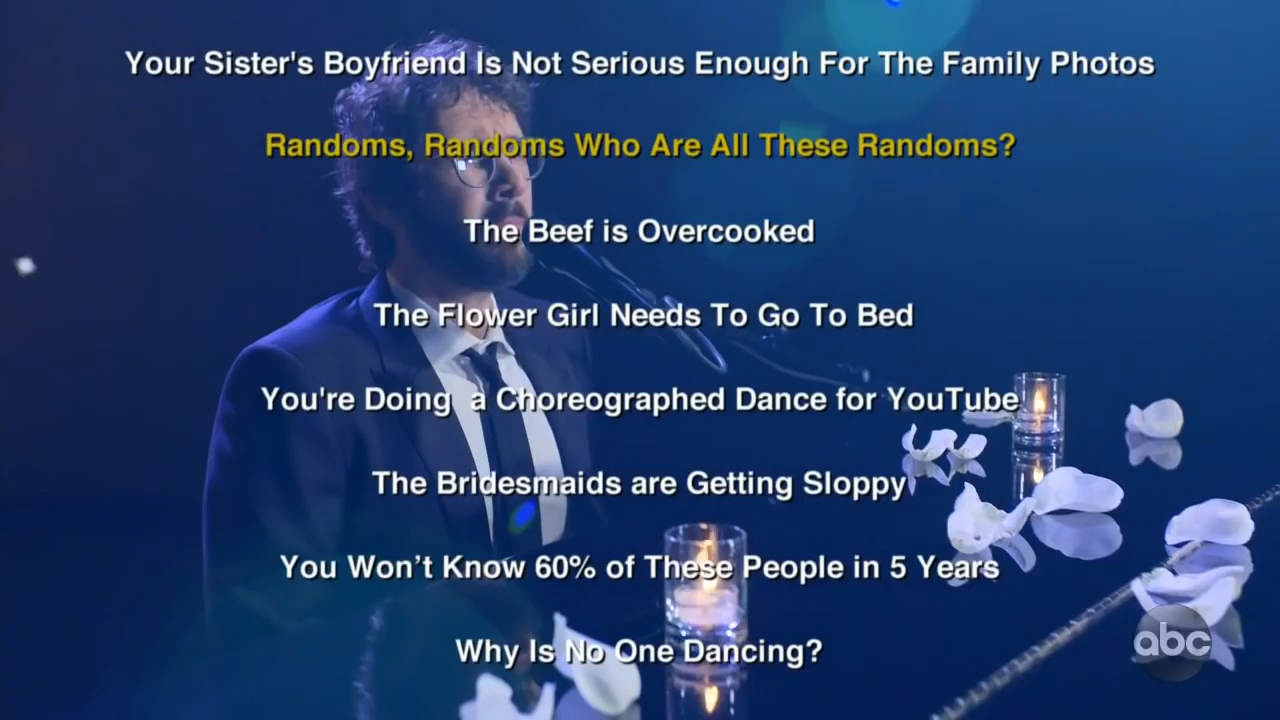 Your Sister's Boyfriend Is Not Serious Enough For The Family Photos
Randoms, Randoms Who Are All These Randoms?
The Beef is Overcooked
The Flower Girl Needs To Go To Bed
You're Doing  a Choreographed Dance for YouTube
The Bridesmaids are Getting Sloppy
You Won’t Know 60% of These People in 5 Years
Why Is No One Dancing?
abc